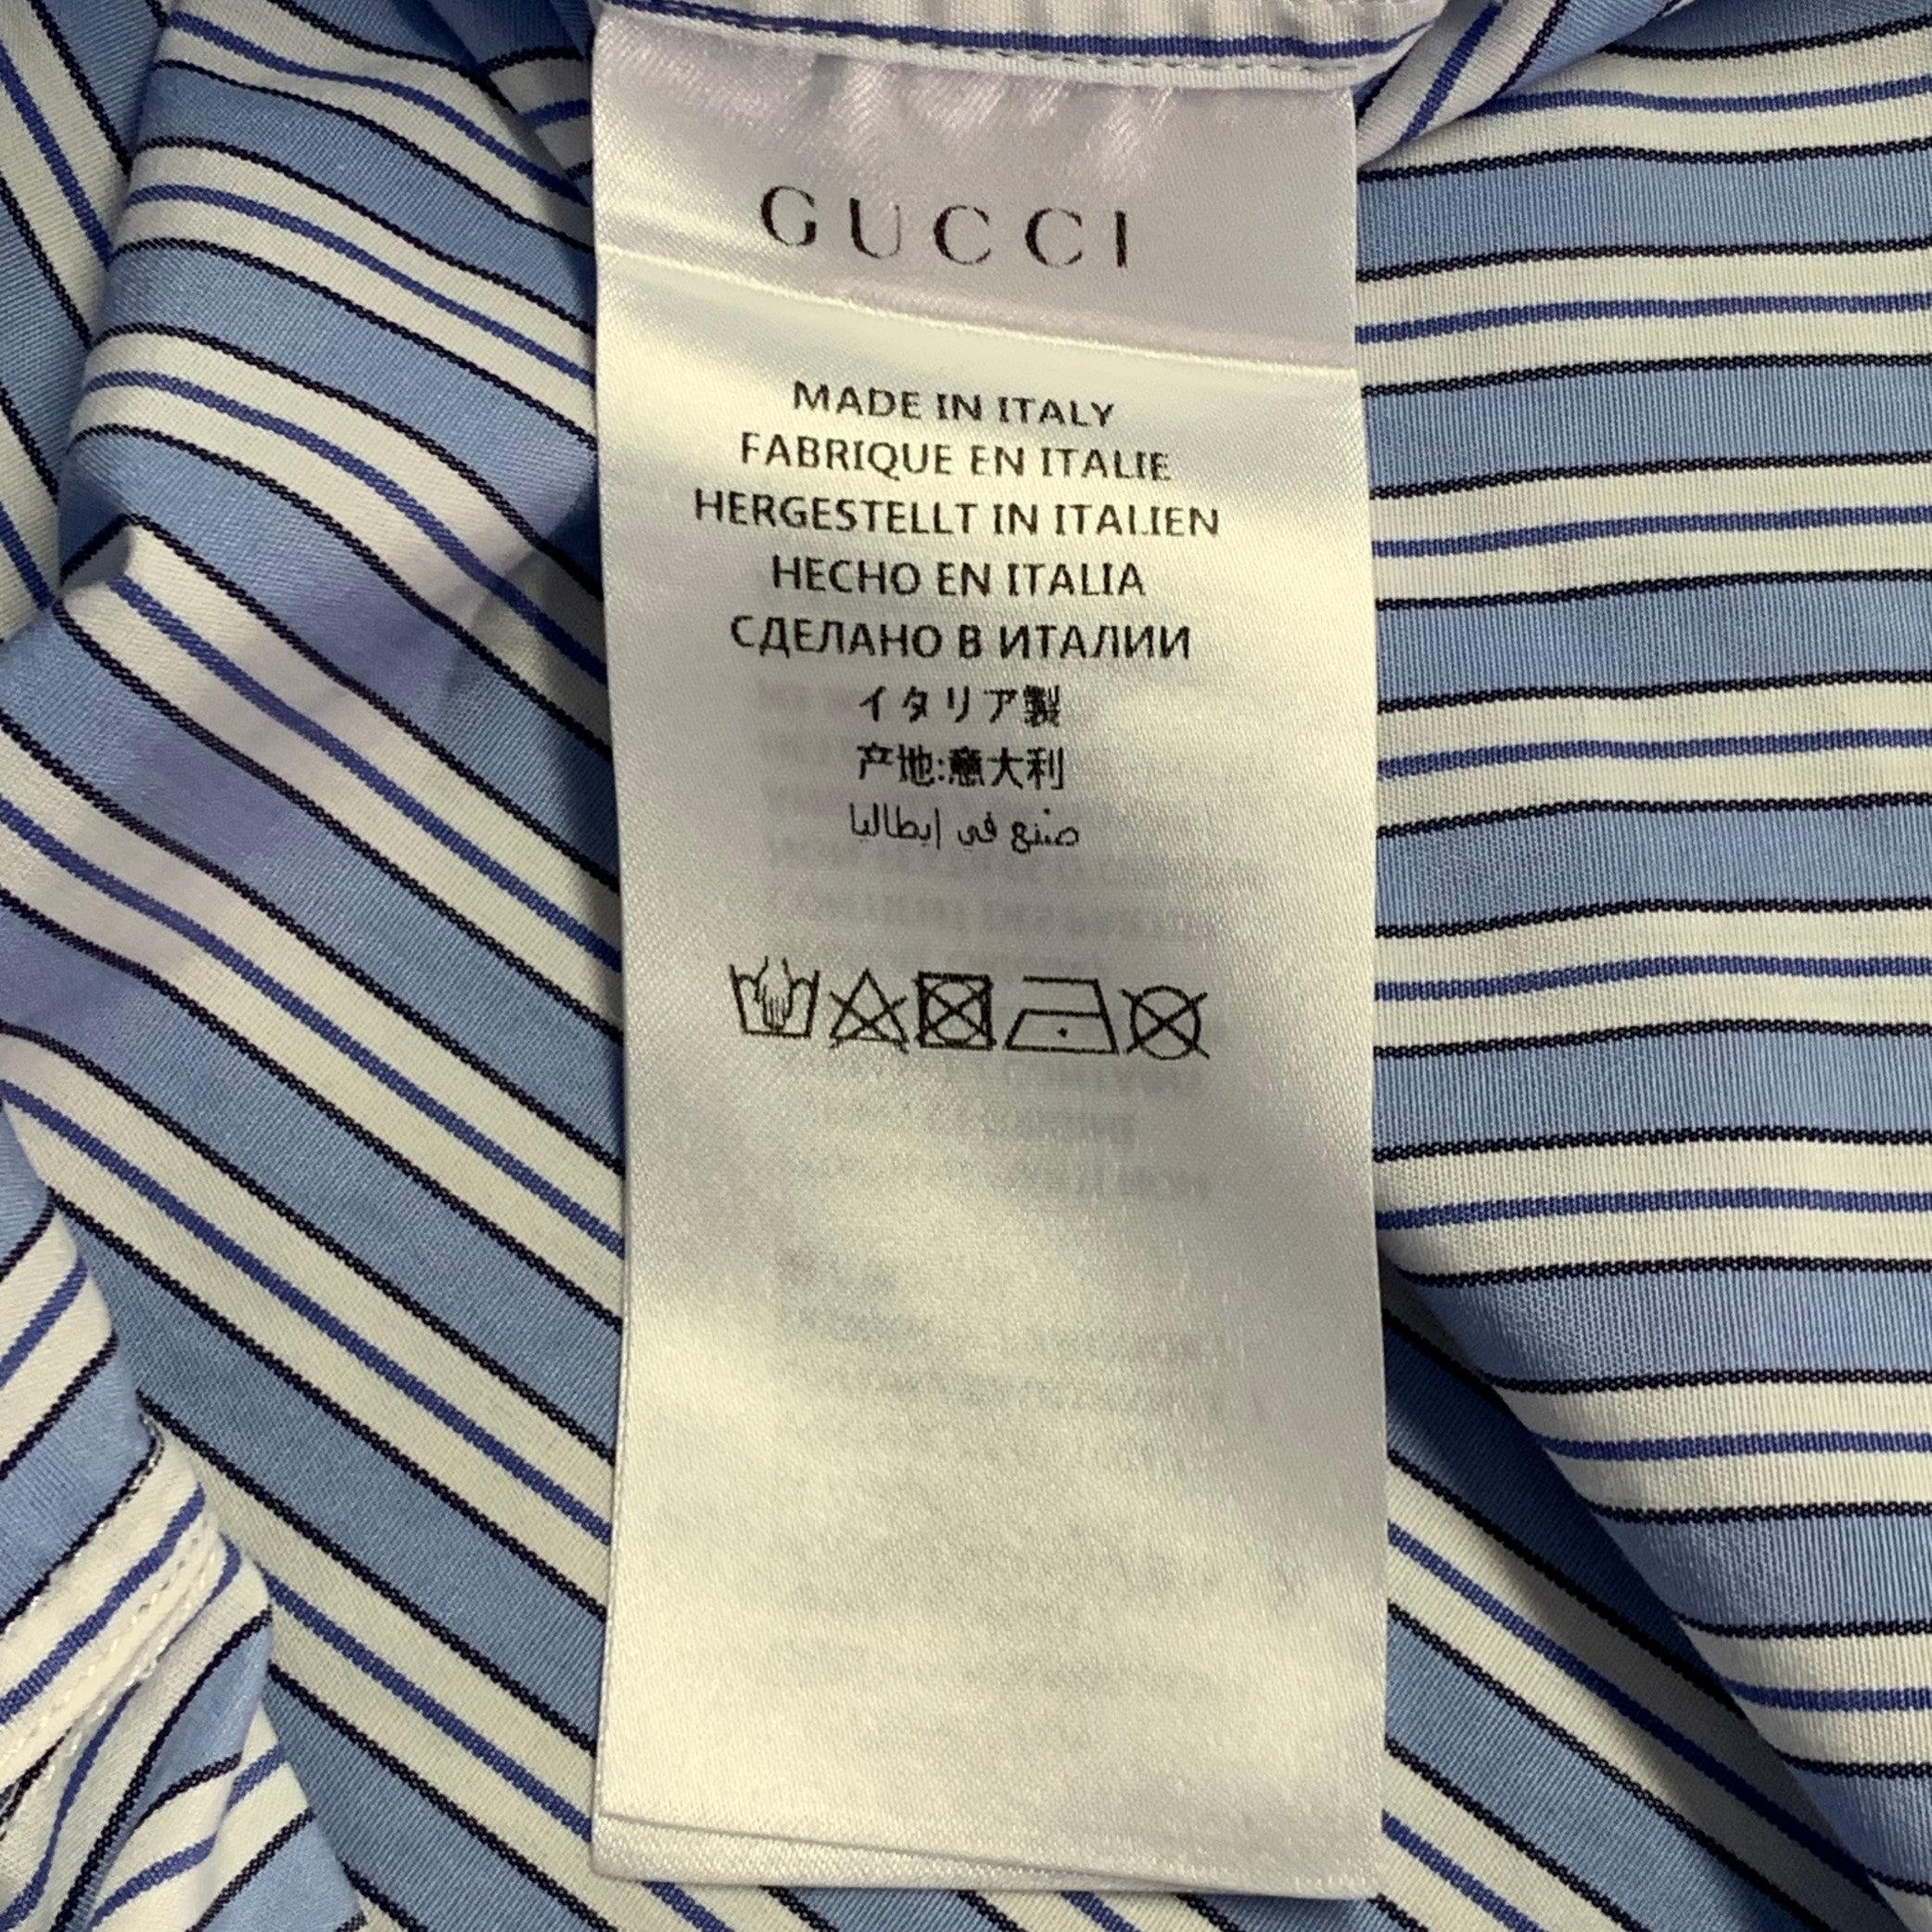 GUCCI
MADE IN ITALY
FABRIQUE EN ITALIE
HERGESTELLT IN ITALIEN
HECHO EN ITALIA
СДЕЛАНО В ИТАЛИИ
イタリア製
产地:意大利
صنع في إيطاليا